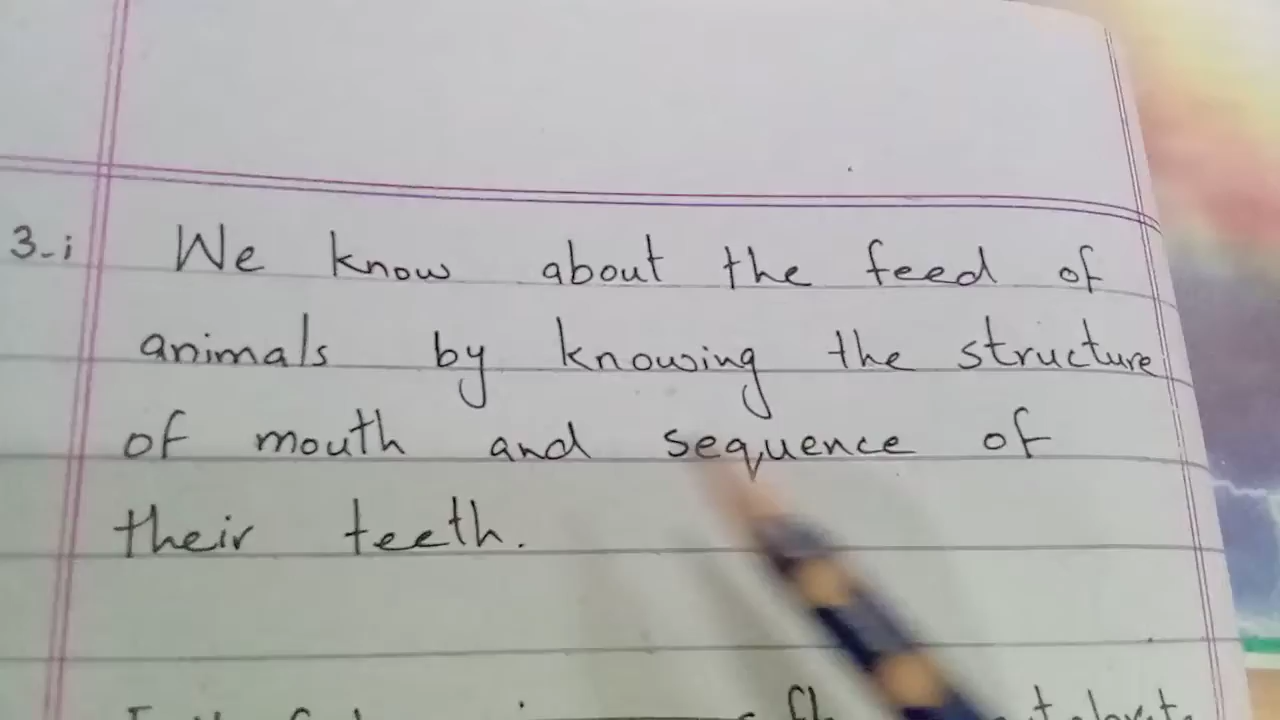 3-i We know about the feed of
animals by knowing the structure
of mouth and sequence of
their teeth.